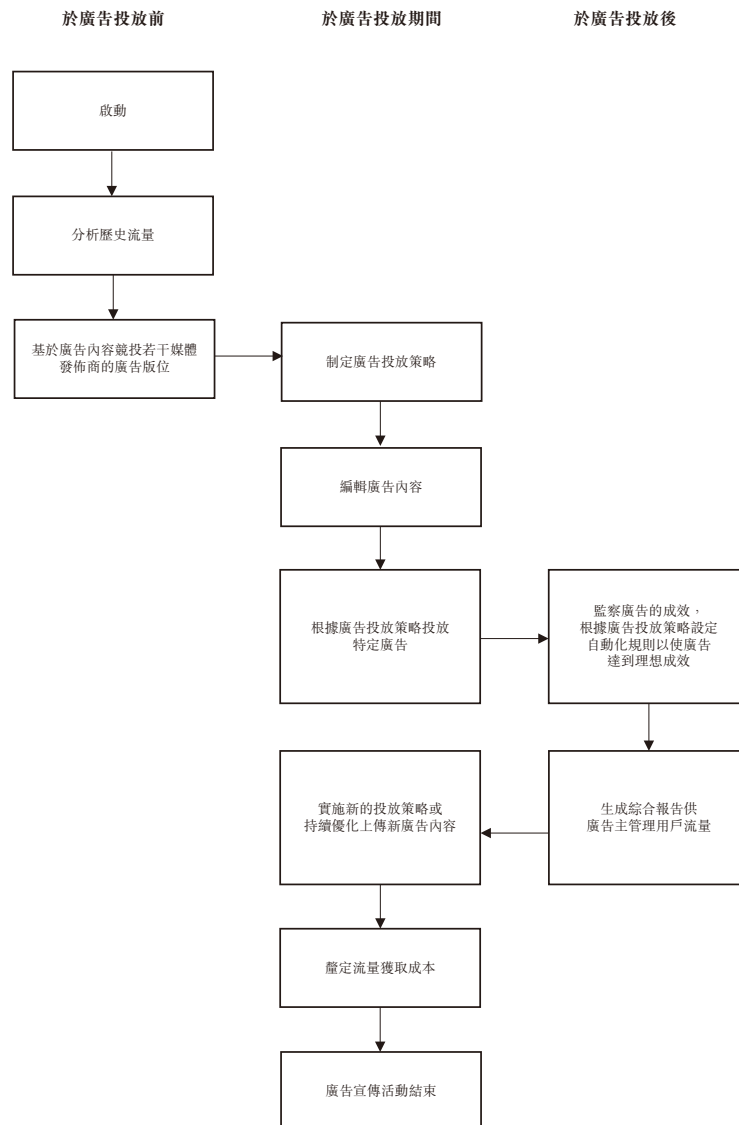 於廣告投放前
於廣告投放期間
於廣告投放後
啟動
分析歷史流量
基於廣告內容競投若干媒體
發佈商的廣告版位
制定廣告投放策略
編輯廣告內容
根據廣告投放策略投放
特定廣告
監察廣告的成效，
根據廣告投放策略設定
自動化規則以使廣告
達到理想成效
生成綜合報告供
廣告主管理用戶流量
實施新的投放策略或
持續優化上傳新廣告內容
釐定流量獲取成本
廣告宣傳活動結束